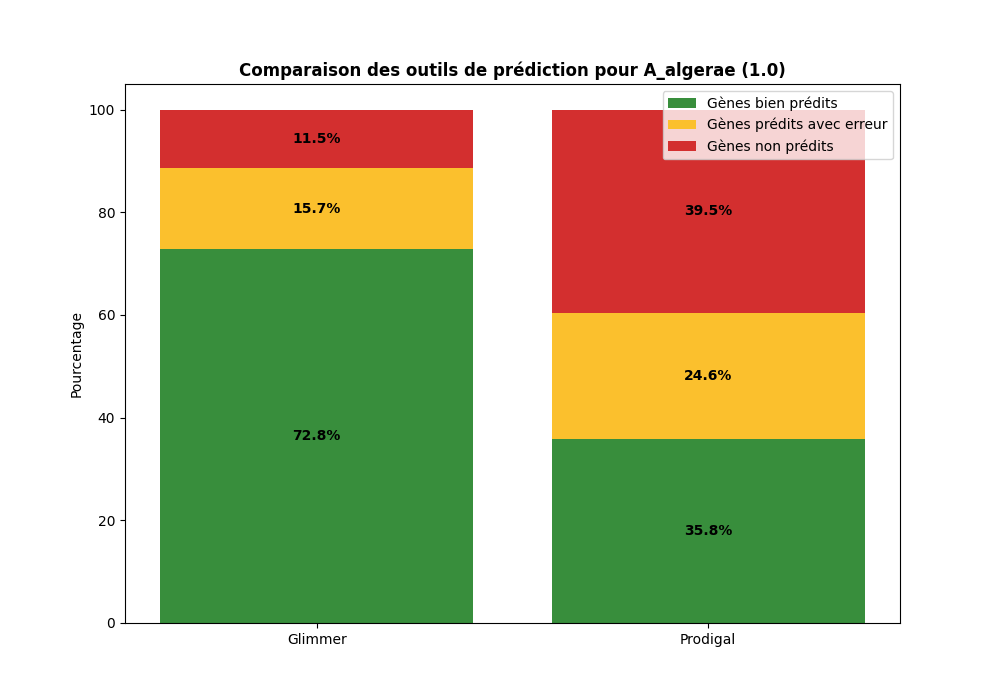 Comparaison des outils de prédiction pour A_algerae (1.0)
Gènes bien prédits
Gènes prédits avec erreur
Gènes non prédits
Pourcentage
100
80
60
40
20
0
11.5%
15.7%
72.8%
39.5%
24.6%
35.8%
Glimmer
Prodigal